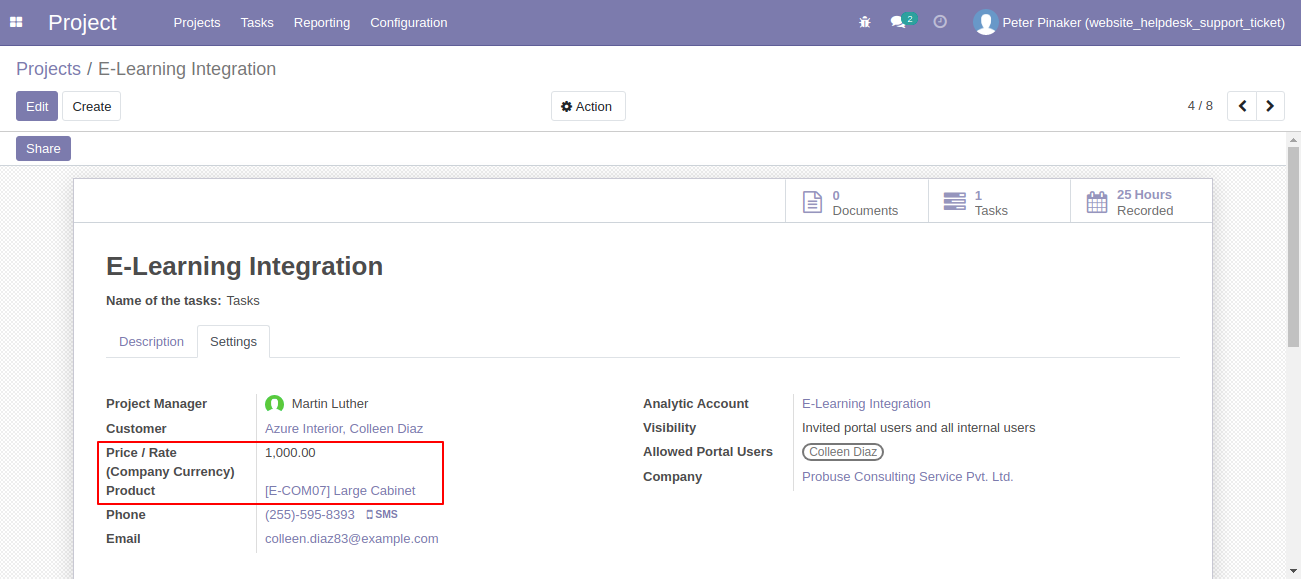 Project Projects Tasks Reporting Configuration 2 Peter Pinaker (website_helpdesk_support_ticket)
Projects / E-Learning Integration
Edit Create Action 4 / 8
Share
0 Documents
1 Tasks
25 Hours Recorded
E-Learning Integration
Name of the tasks: Tasks
Description Settings
Project Manager Martin Luther
Customer Azure Interior, Colleen Diaz
Price / Rate 1,000.00
(Company Currency)
Product [E-COM07] Large Cabinet
Phone (255)-595-8393 SMS
Email colleen.diaz83@example.com
Analytic Account E-Learning Integration
Visibility Invited portal users and all internal users
Allowed Portal Users Colleen Diaz
Company Probuse Consulting Service Pvt. Ltd.